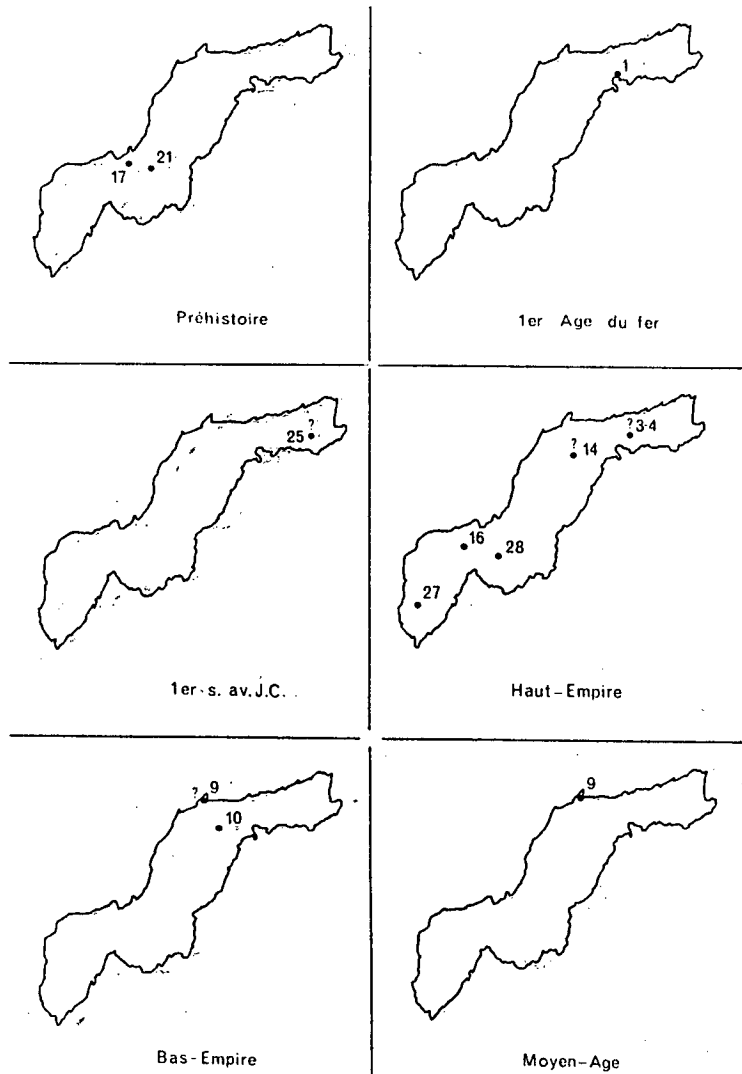 17
21
Préhistoire
1
1er Age du fer
?
25
1er s. av. J.C.
? 3-4
?
14
16
28
27
Haut-Empire
? 9
10
Bas-Empire
9
Moyen-Age